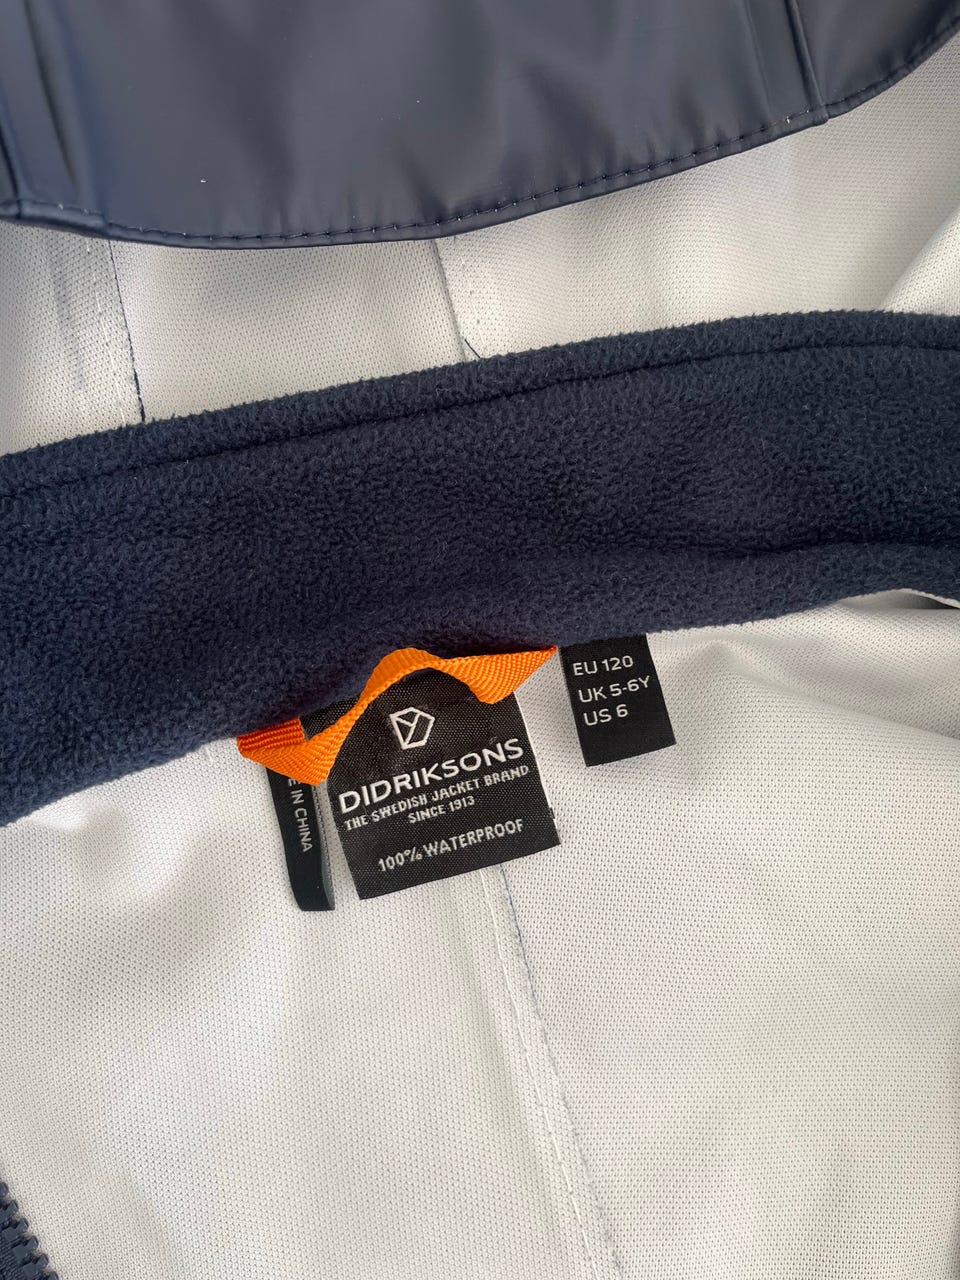 DIDRIKSONS
THE SWEDISH JACKET BRAND
SINCE 1913
100% WATERPROOF
EU 120
UK 5-6Y
US 6
IN CHINA